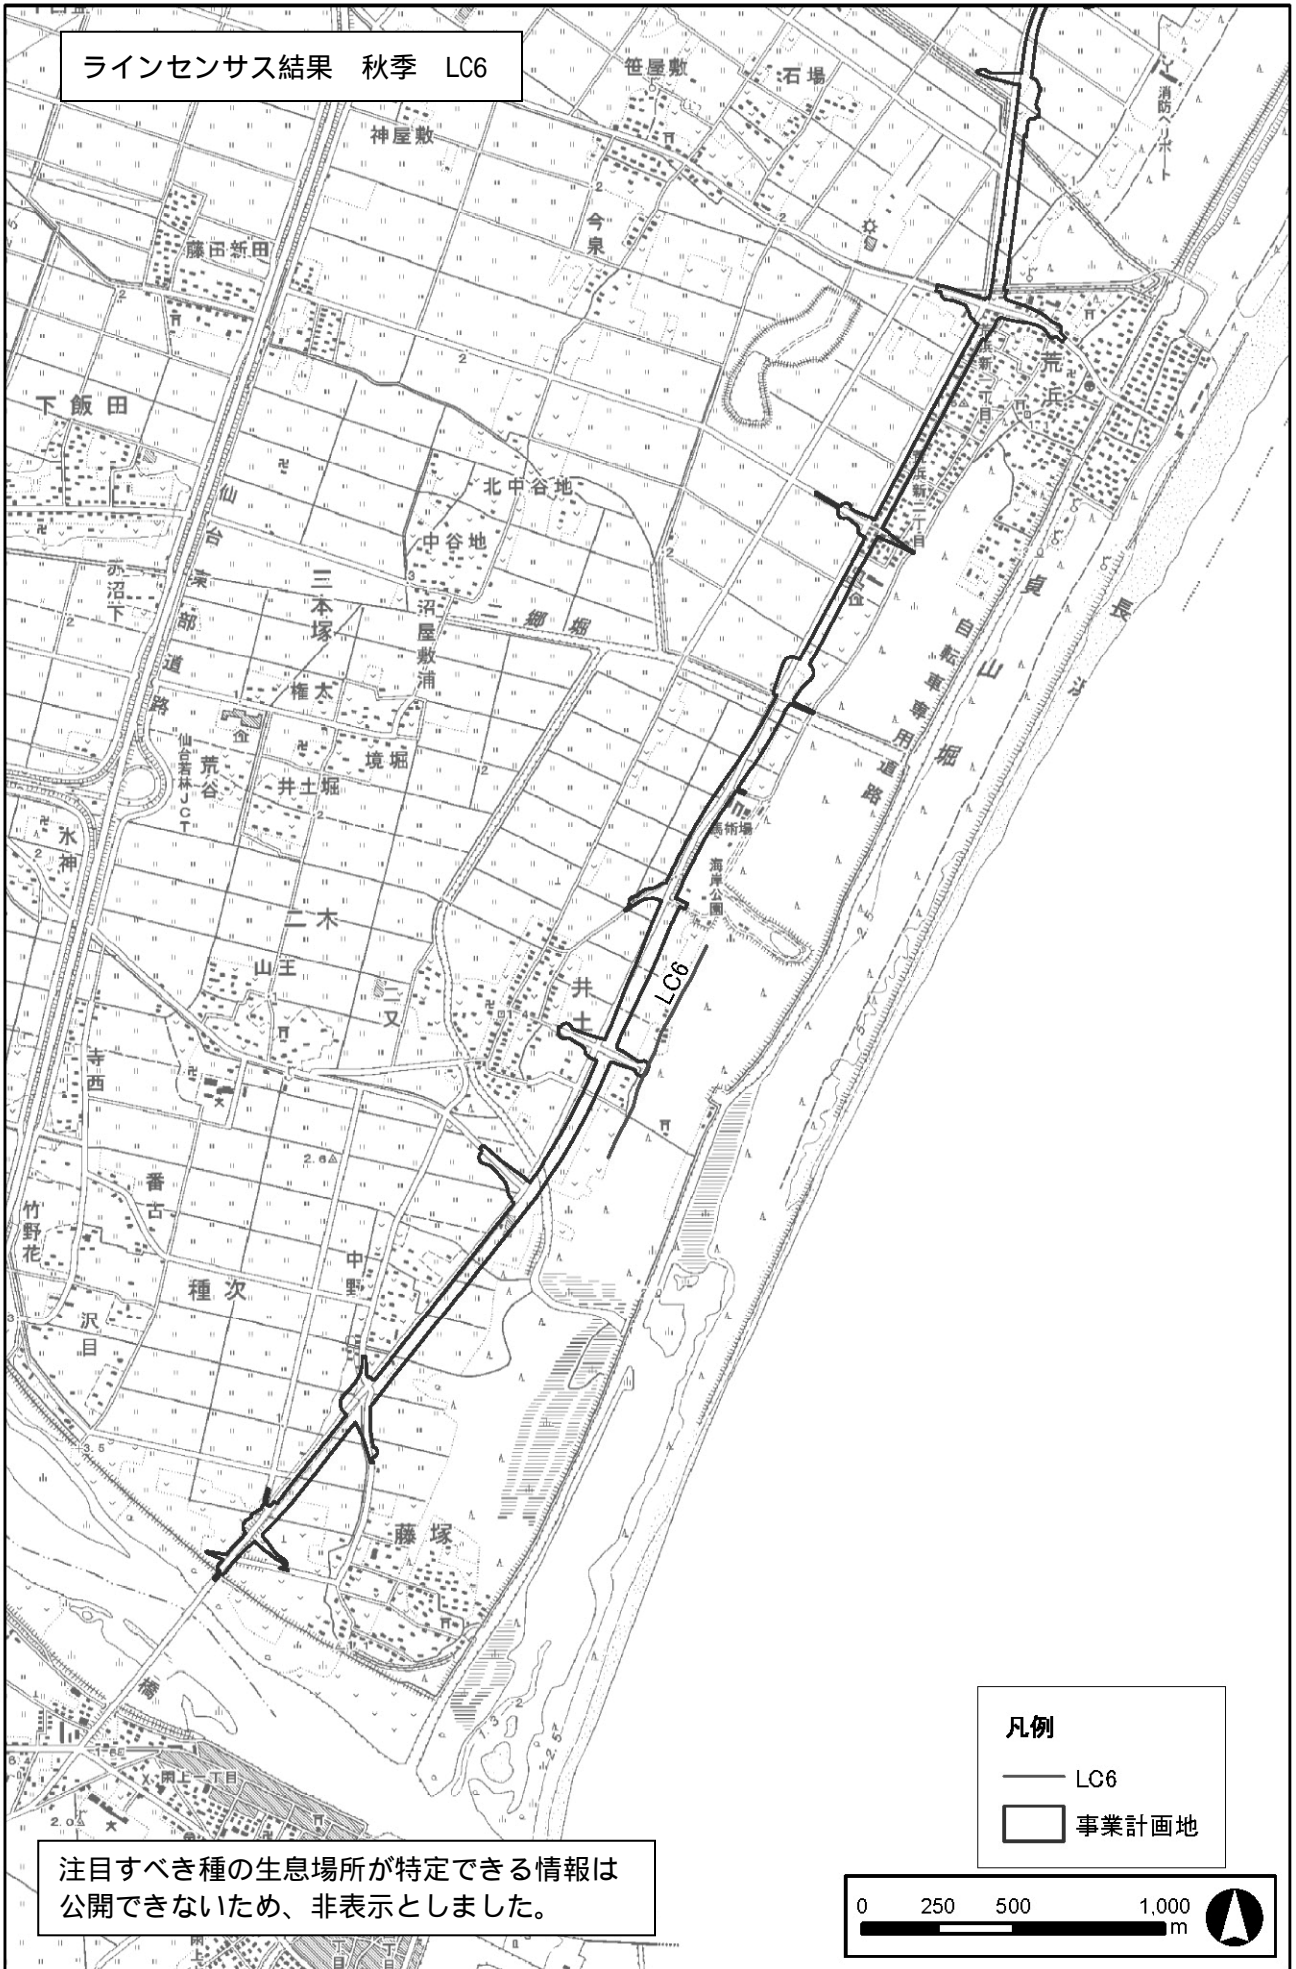 ラインセンサス結果　秋季　LC6
笹屋敷
石場
消防ヘリポート
神屋敷
今泉
藤田新田
荒浜
下飯田
北中谷地
中谷地
仙台東部道路
赤沼下
三本塚
沼屋敷浦
二郷堀
権太
境堀
荒谷
井土堀
仙台若林JCT
自転車専用道路
貞山堀
長
馬術場
海岸公園
二木
山王
二又
井土
LC6
寺西
2.6
番古
竹野花
種次
中野
沢目
3.5
藤塚
橋
2.5
凡例
LC6
事業計画地
注目すべき種の生息場所が特定できる情報は
公開できないため、非表示としました。
0 250 500 1,000
m